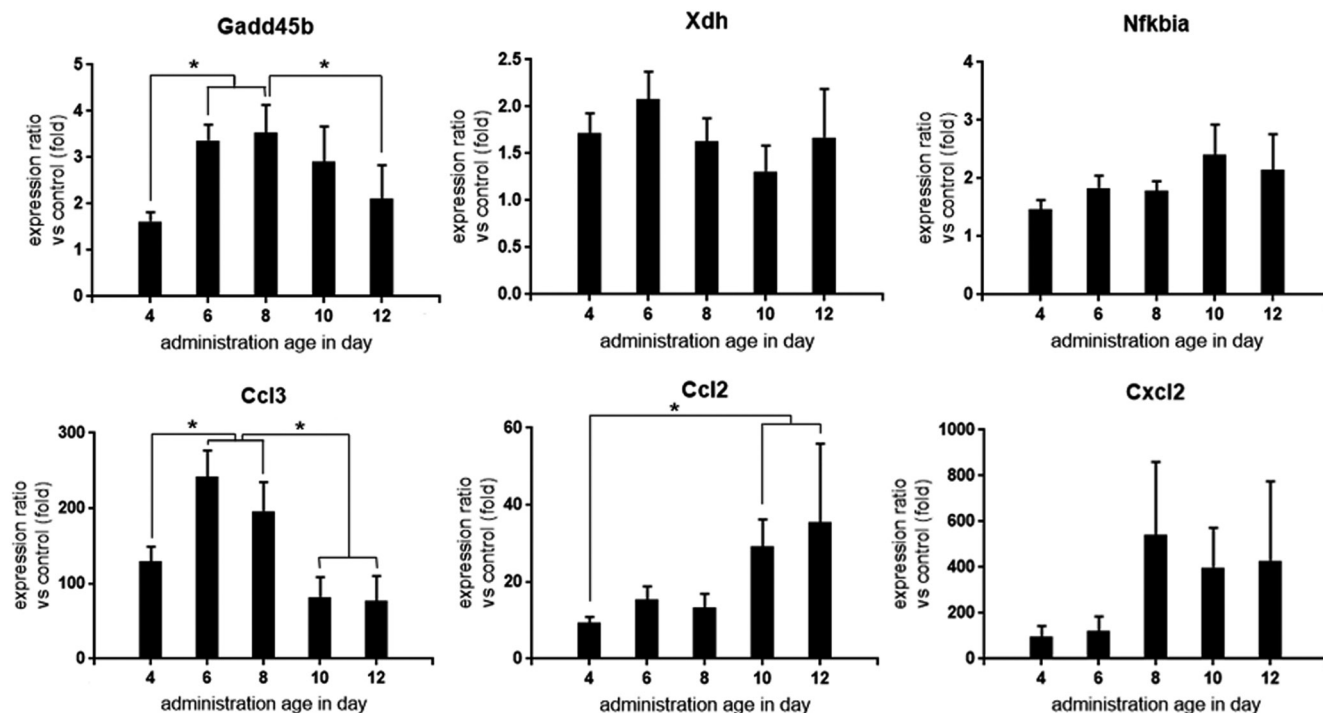 Gadd45b
*
*
5
4
3
2
1
0
expression ratio
vs control (fold)
4 6 8 10 12
administration age in day
Xdh
2.5
2.0
1.5
1.0
0.5
0.0
expression ratio
vs control (fold)
4 6 8 10 12
administration age in day
Nfkbia
4
3
2
1
0
expression ratio
vs control (fold)
4 6 8 10 12
administration age in day
Ccl3
*
*
300
200
100
0
expression ratio
vs control (fold)
4 6 8 10 12
administration age in day
Ccl2
*
60
40
20
0
expression ratio
vs control (fold)
4 6 8 10 12
administration age in day
Cxcl2
1000
800
600
400
200
0
expression ratio
vs control (fold)
4 6 8 10 12
administration age in day